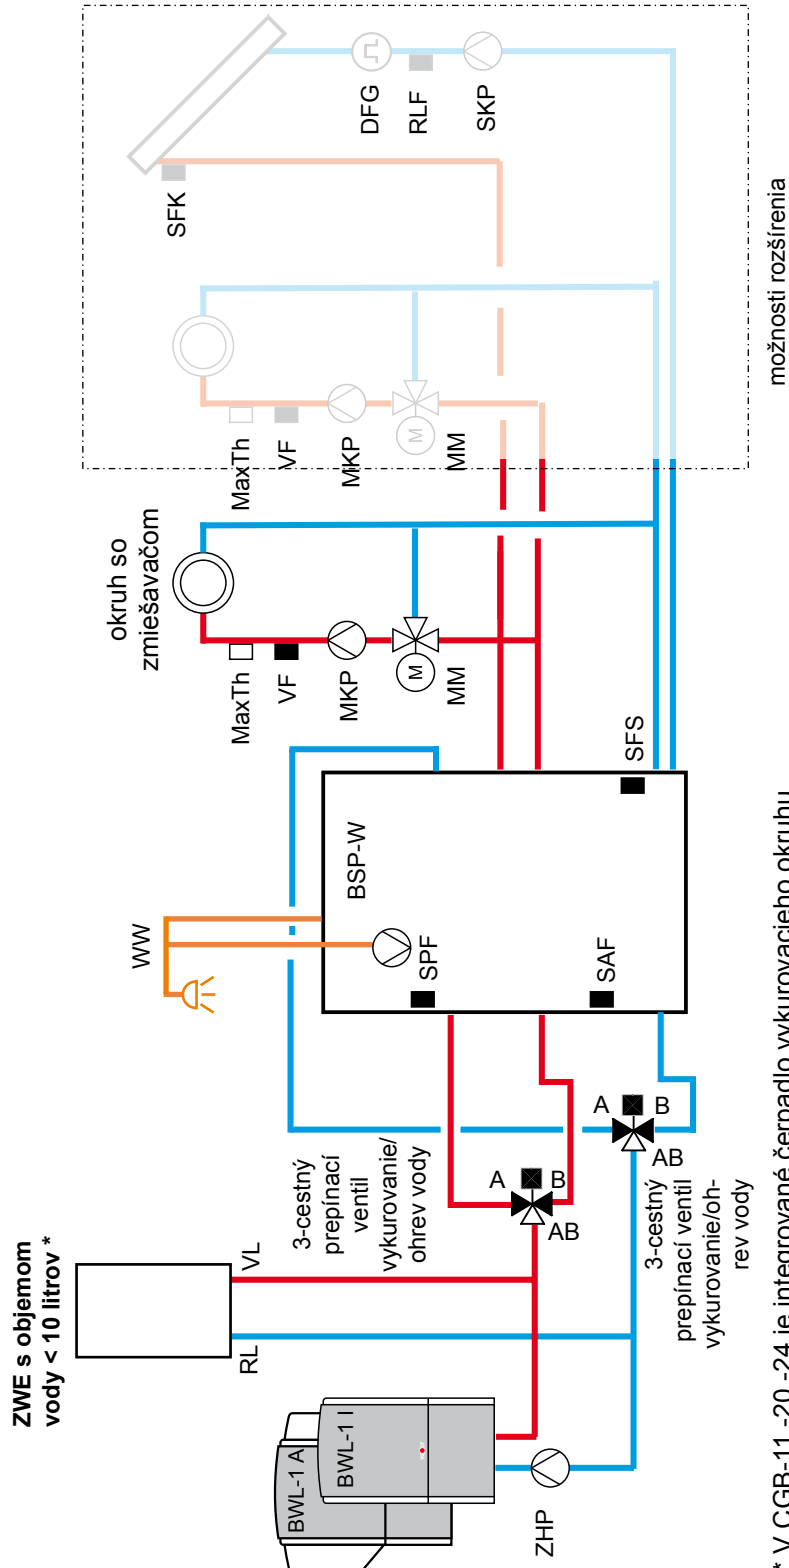 ZWE s objemom
vody < 10 litrov *
RL
VL
WW
okruh so
zmiešavačom
MaxTh
VF
MKP
M
MM
MaxTh
VF
MKP
M
MM
SFK
DFG
RLF
SKP
BWL-1 A
BWL-1 I
ZHP
3-cestný
prepínací
ventil
vykurovanie/
ohrev vody
A
B
AB
3-cestný
prepínací ventil
vykurovanie/oh-
rev vody
A
B
AB
BSP-W
SPF
SAF
SFS
možnosti rozšírenia
* V CGB-11 -20 -24 je integrované čerpadlo vykurovacieho okruhu